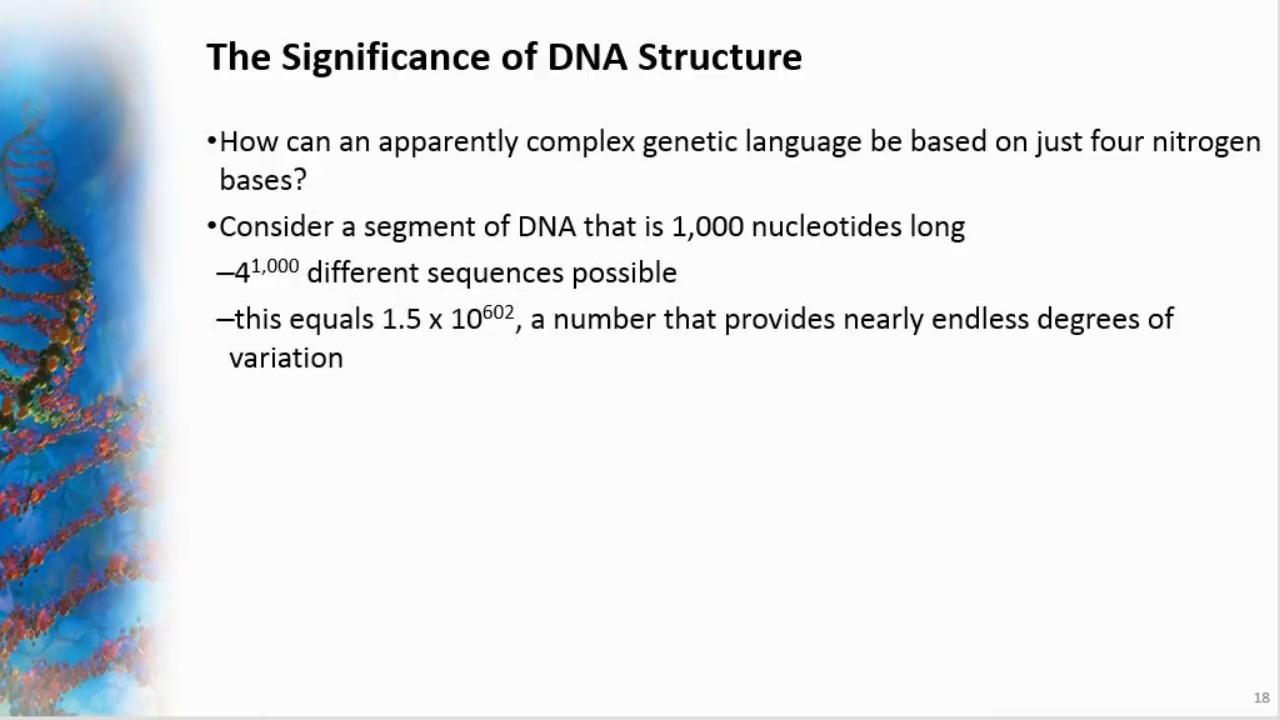 The Significance of DNA Structure
•How can an apparently complex genetic language be based on just four nitrogen
bases?
•Consider a segment of DNA that is 1,000 nucleotides long
–4¹˒⁰⁰⁰ different sequences possible
–this equals 1.5 x 10⁶⁰², a number that provides nearly endless degrees of
variation
18